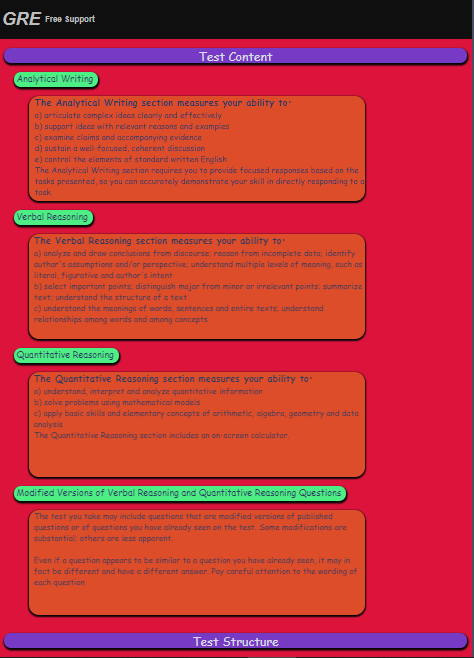 GRE Free Support
Test Content
Analytical Writing
The Analytical Writing section measures your ability to:
a) articulate complex ideas clearly and effectively
b) support ideas with relevant reasons and examples
c) examine claims and accompanying evidence
d) sustain a well-focused, coherent discussion
e) control the elements of standard written English
The Analytical Writing section requires you to provide focused responses based on the
tasks presented, so you can accurately demonstrate your skill in directly responding to a
task.
Verbal Reasoning
The Verbal Reasoning section measures your ability to:
a) analyze and draw conclusions from discourse; reason from incomplete data; identify
author's assumptions and/or perspective; understand multiple levels of meaning, such as
literal, figurative and author's intent
b) select important points; distinguish major from minor or irrelevant points; summarize
text; understand the structure of a text
c) understand the meanings of words, sentences and entire texts; understand
relationships among words and among concepts
Quantitative Reasoning
The Quantitative Reasoning section measures your ability to:
a) understand, interpret and analyze quantitative information
b) solve problems using mathematical models
c) apply basic skills and elementary concepts of arithmetic, algebra, geometry and data
analysis
The Quantitative Reasoning section includes an on-screen calculator.
Modified Versions of Verbal Reasoning and Quantitative Reasoning Questions
The test you take may include questions that are modified versions of published
questions or of questions you have already seen on the test. Some modifications are
substantial; others are less apparent.
Even if a question appears to be similar to a question you have already seen, it may in
fact be different and have a different answer. Pay careful attention to the wording of
each question
Test Structure